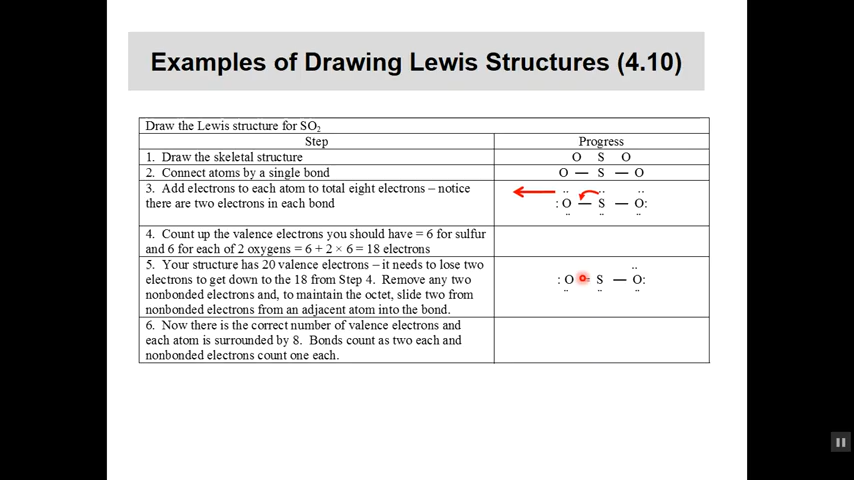 Examples of Drawing Lewis Structures (4.10)
Draw the Lewis structure for SO₂
Step Progress
1. Draw the skeletal structure O S O
2. Connect atoms by a single bond O — S — O
3. Add electrons to each atom to total eight electrons – notice
there are two electrons in each bond
:O — S — O:
4. Count up the valence electrons you should have = 6 for sulfur
and 6 for each of 2 oxygens = 6 + 2 × 6 = 18 electrons
5. Your structure has 20 valence electrons – it needs to lose two
electrons to get down to the 18 from Step 4. Remove any two
nonbonded electrons and, to maintain the octet, slide two from
nonbonded electrons from an adjacent atom into the bond.
:O = S — O:
6. Now there is the correct number of valence electrons and
each atom is surrounded by 8. Bonds count as two each and
nonbonded electrons count one each.